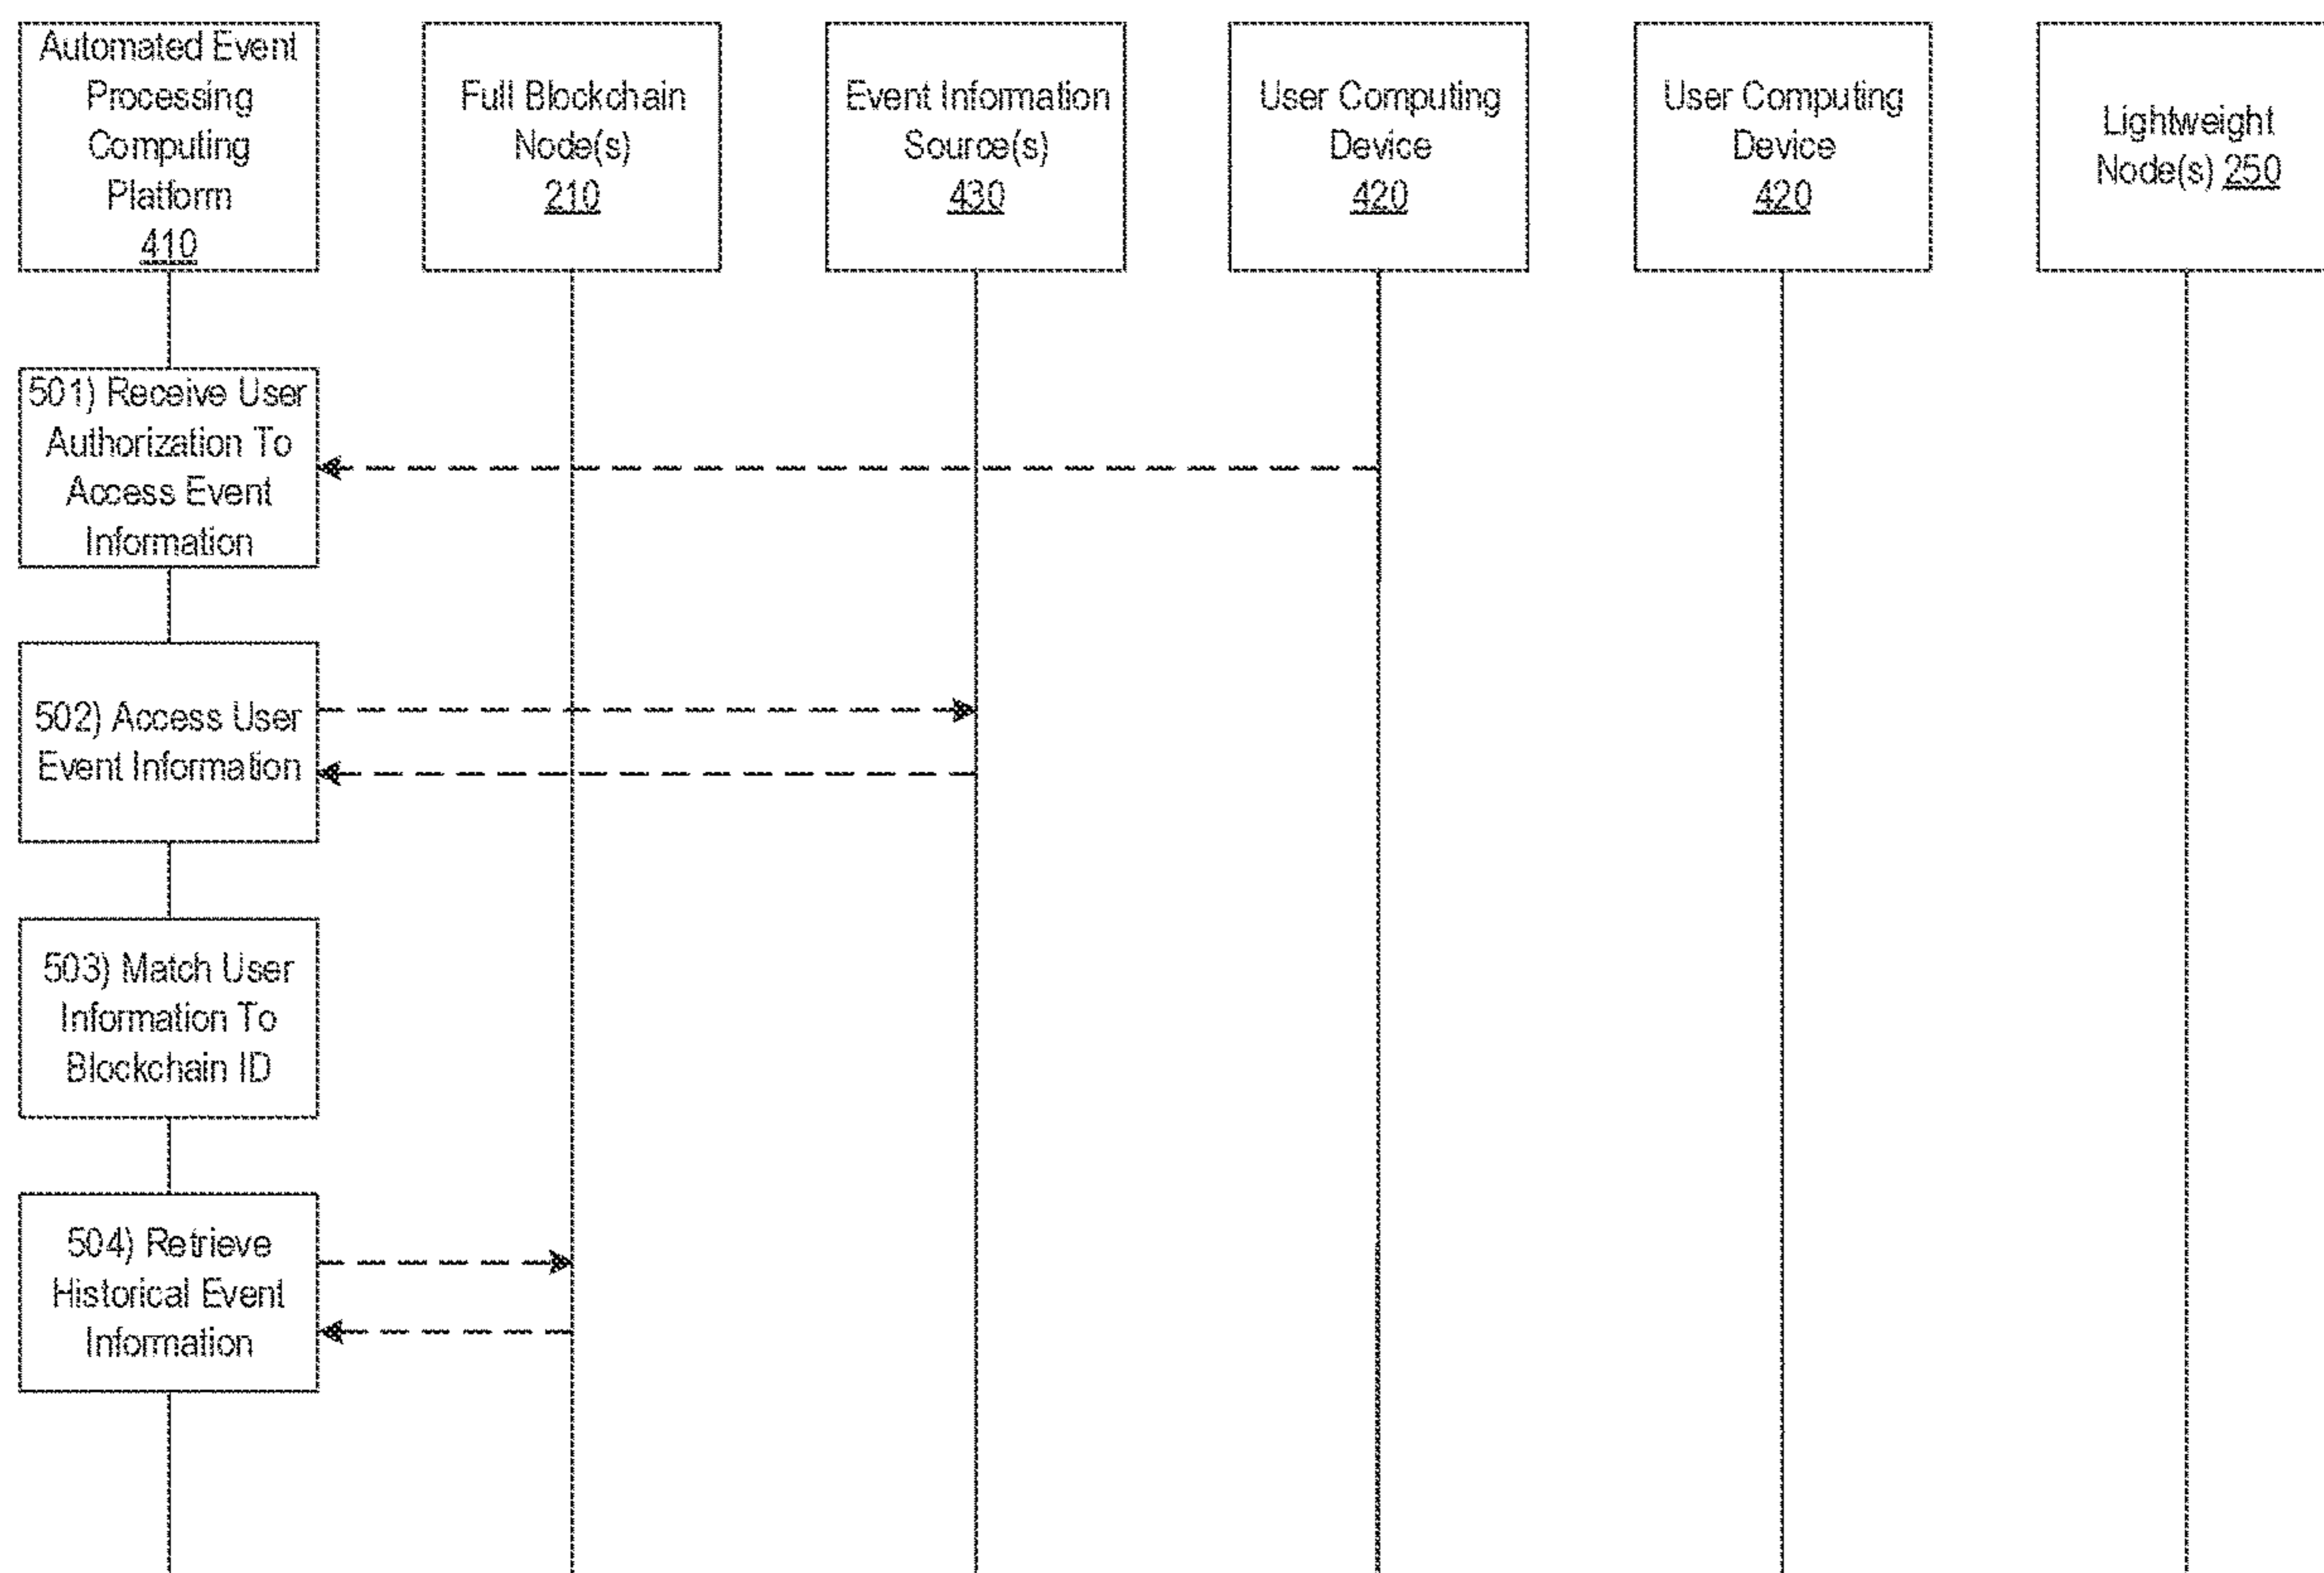 Automated Event
Processing
Computing
Platform
410
Full Blockchain
Node(s)
210
Event Information
Source(s)
430
User Computing
Device
420
User Computing
Device
420
Lightweight
Node(s) 250
501) Receive User
Authorization To
Access Event
Information
502) Access User
Event Information
503) Match User
Information To
Blockchain ID
504) Retrieve
Historical Event
Information